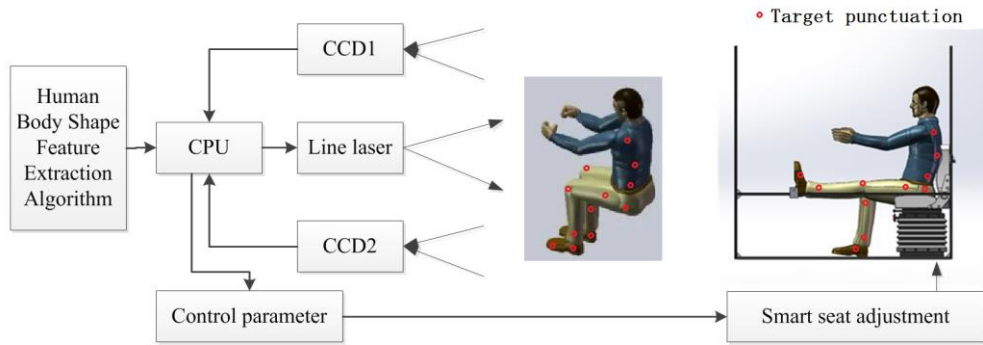 Target punctuation
CCD1
Human
Body Shape
Feature
Extraction
Algorithm
CPU
Line laser
CCD2
Control parameter
Smart seat adjustment